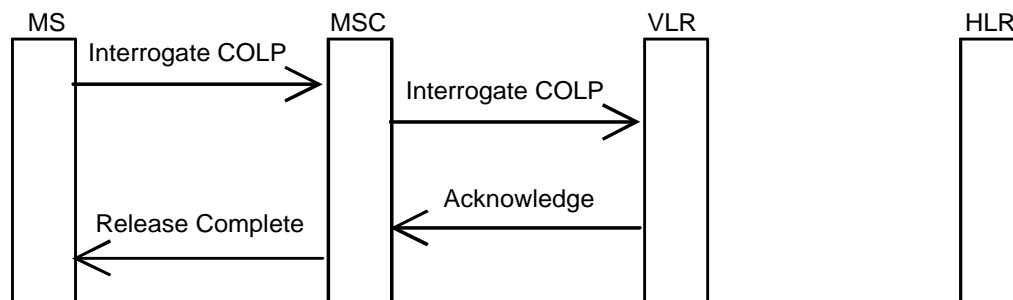 MS MSC VLR HLR
Interrogate COLP
Interrogate COLP
Acknowledge
Release Complete